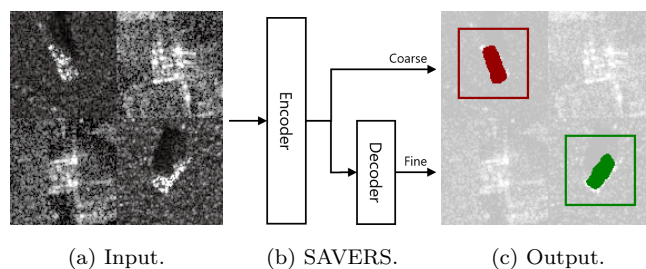 Encoder
Decoder
Coarse
Fine
(a) Input.
(b) SAVERS.
(c) Output.